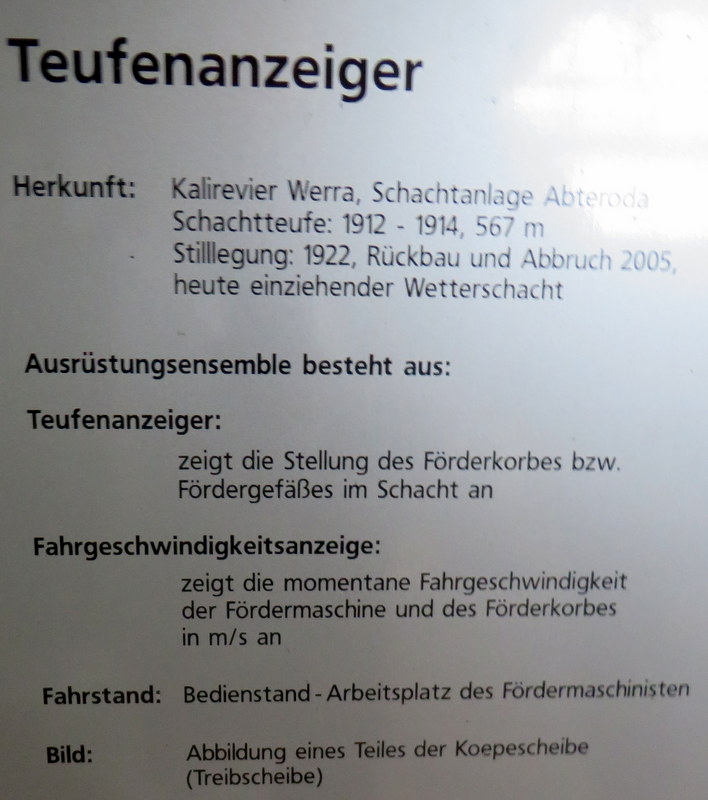 Teufenanzeiger
Herkunft: Kalirevier Werra, Schachtanlage Abteroda
Schachtteufe: 1912 - 1914, 567 m
Stilllegung: 1922, Rückbau und Abbruch 2005,
heute einziehender Wetterschacht
Ausrüstungsensemble besteht aus:
Teufenanzeiger:
zeigt die Stellung des Förderkorbes bzw.
Fördergefäßes im Schacht an
Fahrgeschwindigkeitsanzeige:
zeigt die momentane Fahrgeschwindigkeit
der Fördermaschine und des Förderkorbes
in m/s an
Fahrstand: Bedienstand - Arbeitsplatz des Fördermaschinisten
Bild: Abbildung eines Teiles der Koepescheibe
(Treibscheibe)